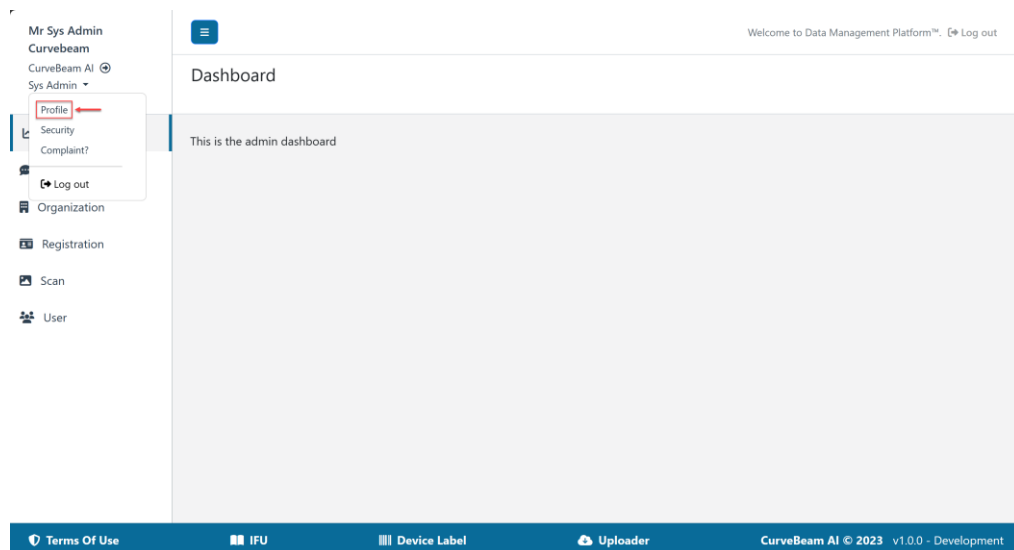 Mr Sys Admin
Curvebeam
CurveBeam AI
Sys Admin
Profile
Security
Complaint?
Log out
Organization
Registration
Scan
User
Welcome to Data Management Platform™. Log out
Dashboard
This is the admin dashboard
Terms Of Use
IFU
Device Label
Uploader
CurveBeam AI © 2023 v1.0.0 - Development